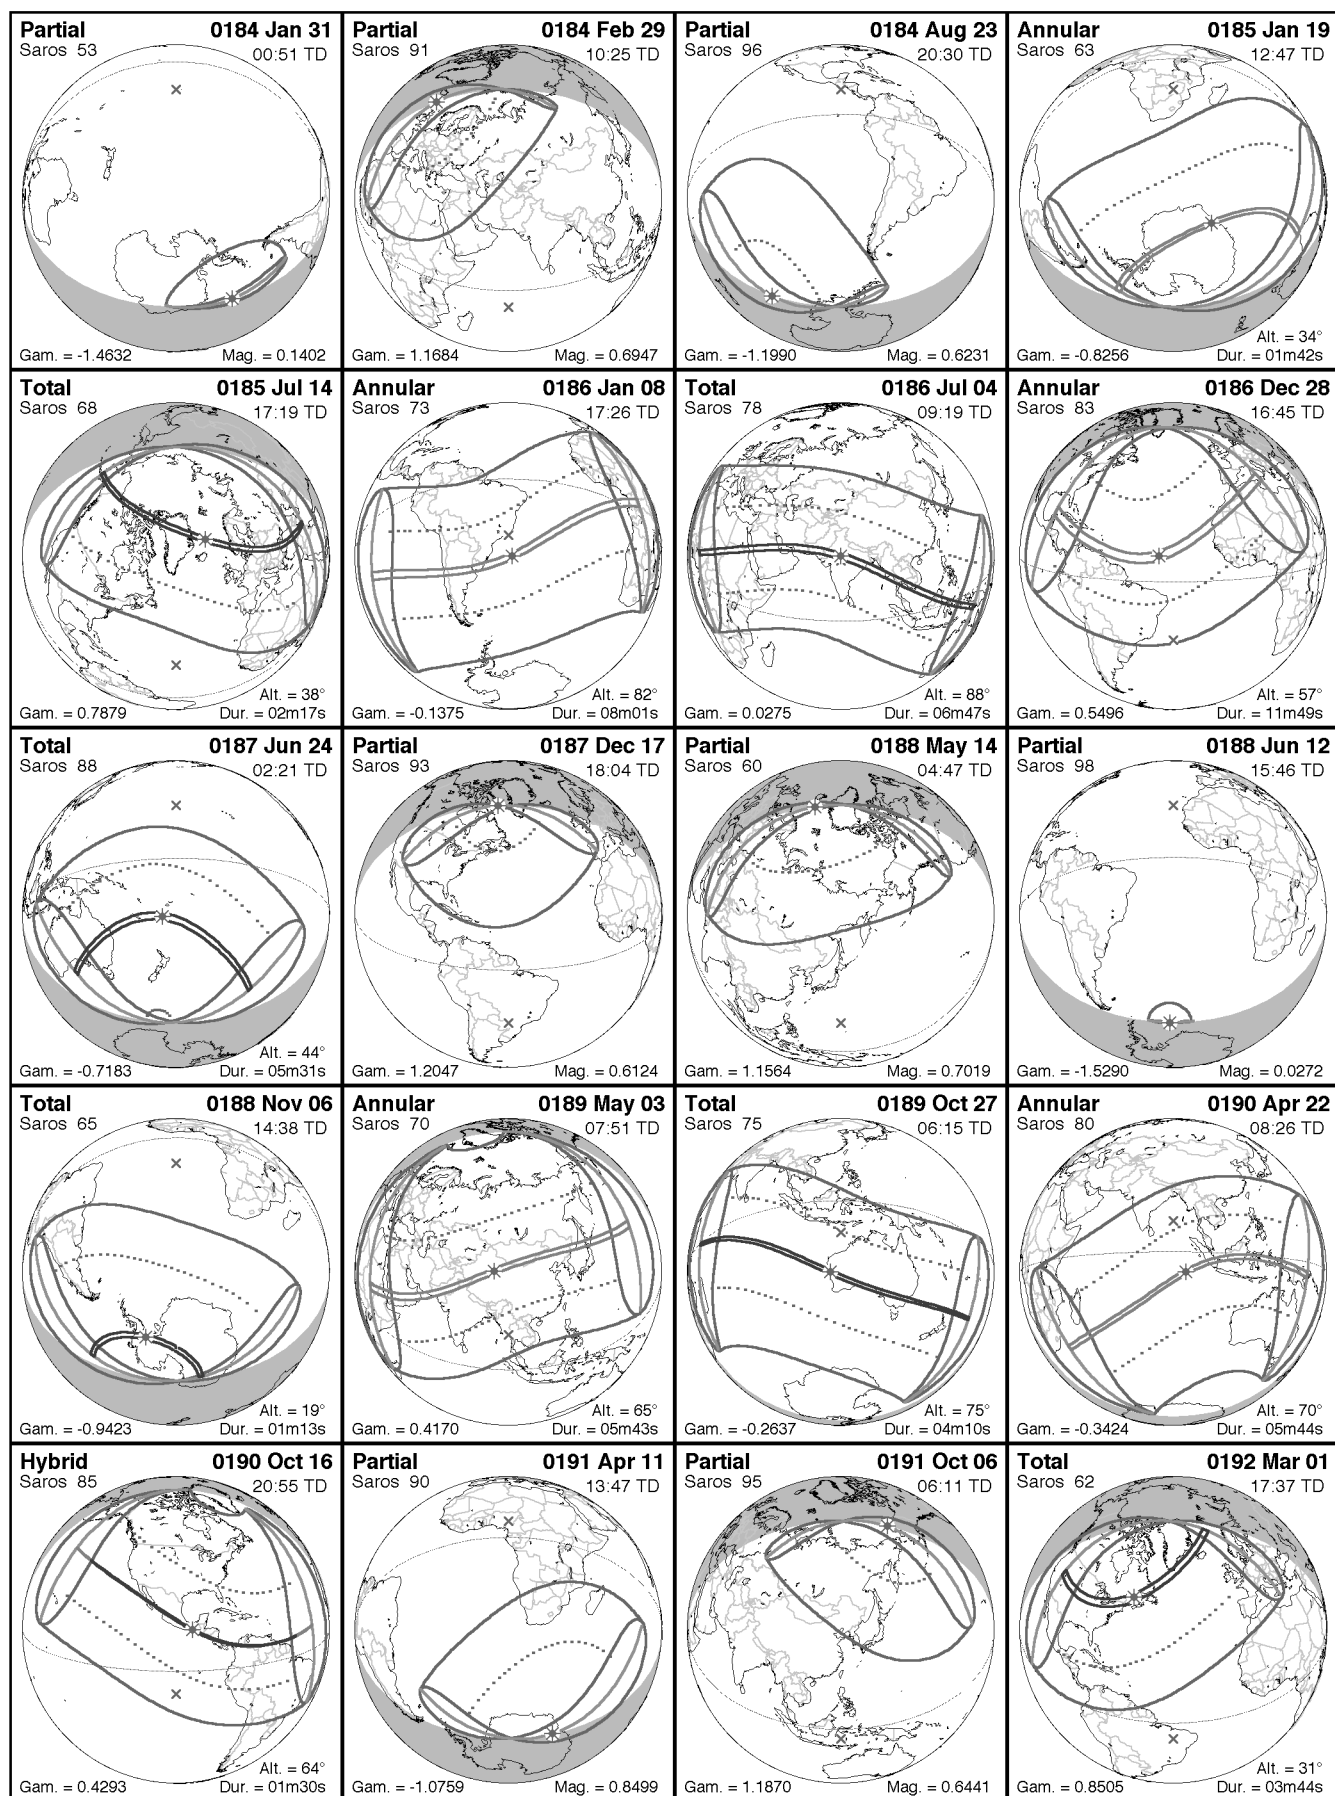 Partial 0184 Jan 31
Saros 53 00:51 TD
Gam. = -1.4632 Mag. = 0.1402
Partial 0184 Feb 29
Saros 91 10:25 TD
Gam. = 1.1684 Mag. = 0.6947
Partial 0184 Aug 23
Saros 96 20:30 TD
Gam. = -1.1990 Mag. = 0.6231
Annular 0185 Jan 19
Saros 63 12:47 TD
Alt. = 34°
Gam. = -0.8256 Dur. = 01m42s
Total 0185 Jul 14
Saros 68 17:19 TD
Alt. = 38°
Gam. = 0.7879 Dur. = 02m17s
Annular 0186 Jan 08
Saros 73 17:26 TD
Alt. = 82°
Gam. = -0.1375 Dur. = 08m01s
Total 0186 Jul 04
Saros 78 09:19 TD
Alt. = 88°
Gam. = 0.0275 Dur. = 06m47s
Annular 0186 Dec 28
Saros 83 16:45 TD
Alt. = 57°
Gam. = 0.5496 Dur. = 11m49s
Total 0187 Jun 24
Saros 88 02:21 TD
Alt. = 44°
Gam. = -0.7183 Dur. = 05m31s
Partial 0187 Dec 17
Saros 93 18:04 TD
Gam. = 1.2047 Mag. = 0.6124
Partial 0188 May 14
Saros 60 04:47 TD
Gam. = 1.1564 Mag. = 0.7019
Partial 0188 Jun 12
Saros 98 15:46 TD
Gam. = -1.5290 Mag. = 0.0272
Total 0188 Nov 06
Saros 65 14:38 TD
Alt. = 19°
Gam. = -0.9423 Dur. = 01m13s
Annular 0189 May 03
Saros 70 07:51 TD
Alt. = 65°
Gam. = 0.4170 Dur. = 05m43s
Total 0189 Oct 27
Saros 75 06:15 TD
Alt. = 75°
Gam. = -0.2637 Dur. = 04m10s
Annular 0190 Apr 22
Saros 80 08:26 TD
Alt. = 70°
Gam. = -0.3424 Dur. = 05m44s
Hybrid 0190 Oct 16
Saros 85 20:55 TD
Alt. = 64°
Gam. = 0.4293 Dur. = 01m30s
Partial 0191 Apr 11
Saros 90 13:47 TD
Gam. = -1.0759 Mag. = 0.8499
Partial 0191 Oct 06
Saros 95 06:11 TD
Gam. = 1.1870 Mag. = 0.6441
Total 0192 Mar 01
Saros 62 17:37 TD
Alt. = 31°
Gam. = 0.8505 Dur. = 03m44s